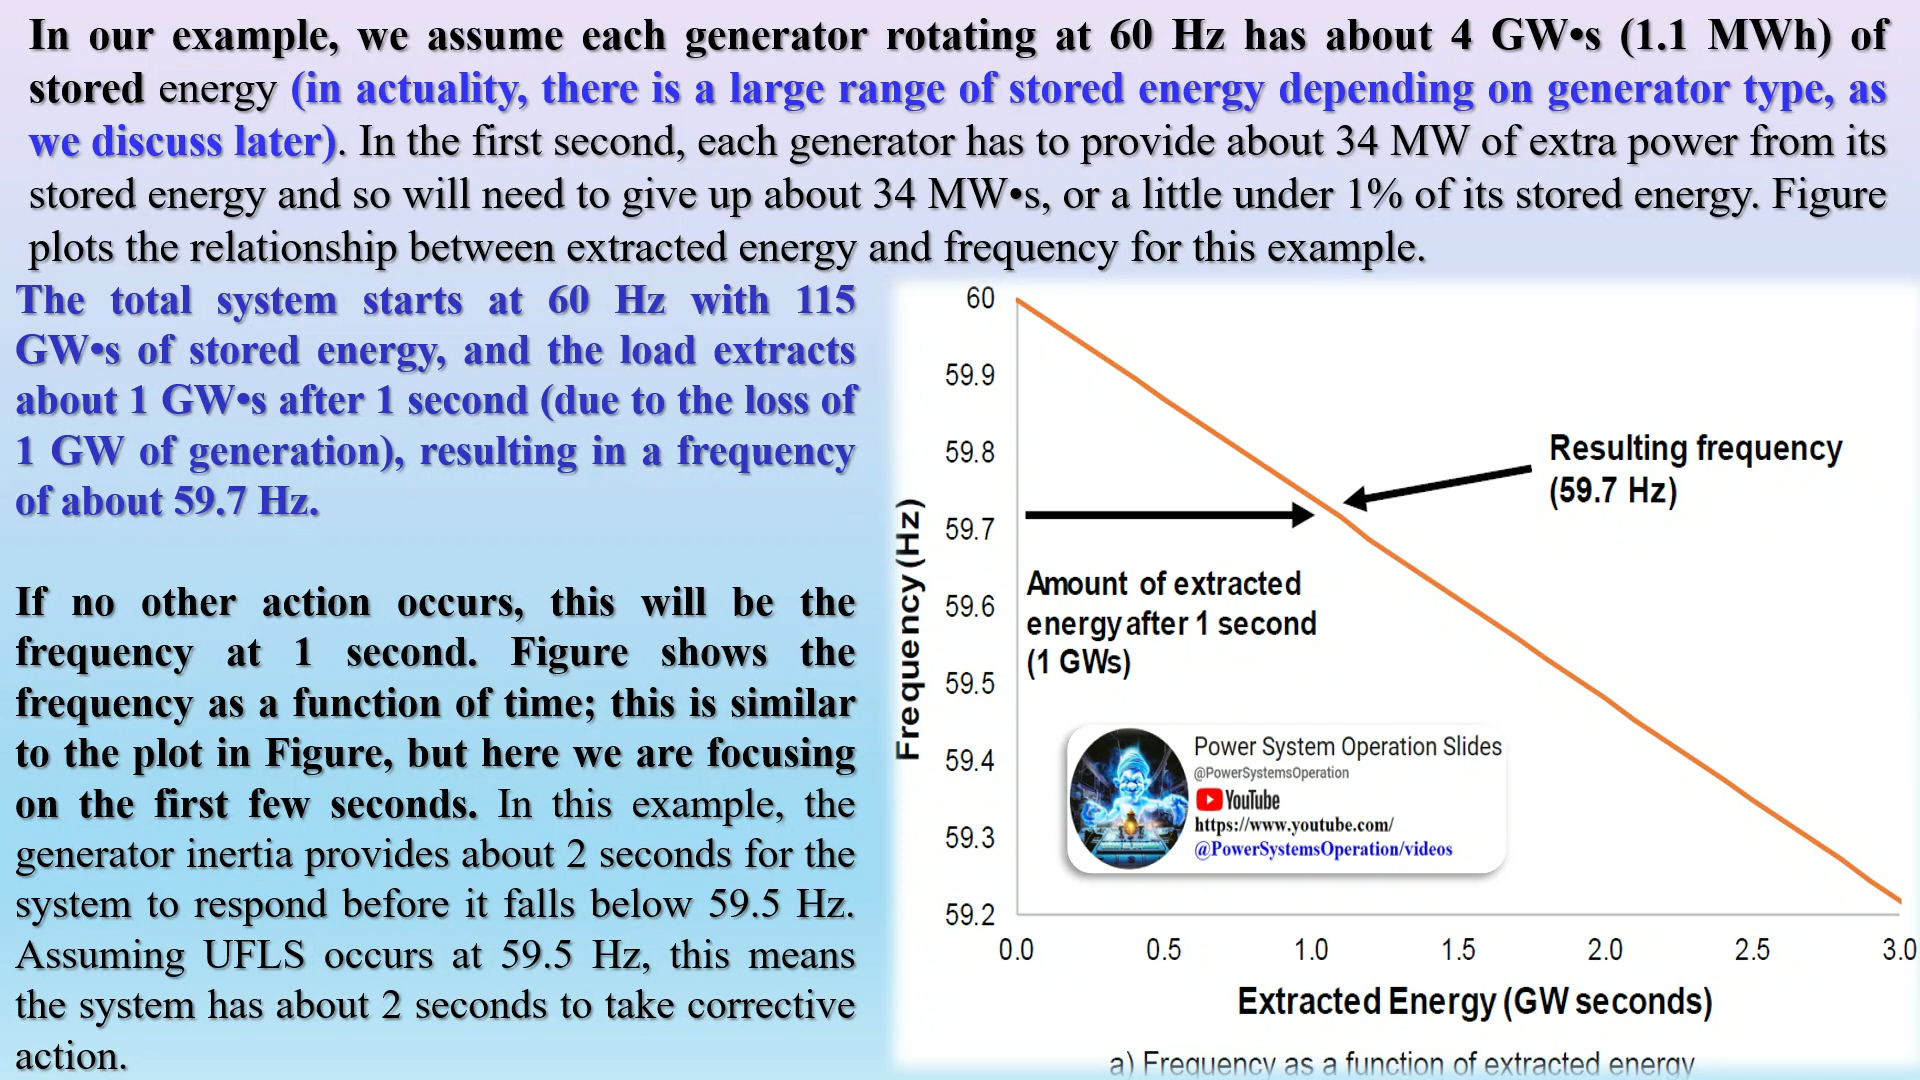 In our example, we assume each generator rotating at 60 Hz has about 4 GW•s (1.1 MWh) of
stored energy (in actuality, there is a large range of stored energy depending on generator type, as
we discuss later). In the first second, each generator has to provide about 34 MW of extra power from its
stored energy and so will need to give up about 34 MW•s, or a little under 1% of its stored energy. Figure
plots the relationship between extracted energy and frequency for this example.
The total system starts at 60 Hz with 115
GW•s of stored energy, and the load extracts
about 1 GW•s after 1 second (due to the loss of
1 GW of generation), resulting in a frequency
of about 59.7 Hz.
If no other action occurs, this will be the
frequency at 1 second. Figure shows the
frequency as a function of time; this is similar
to the plot in Figure, but here we are focusing
on the first few seconds. In this example, the
generator inertia provides about 2 seconds for the
system to respond before it falls below 59.5 Hz.
Assuming UFLS occurs at 59.5 Hz, this means
the system has about 2 seconds to take corrective
action.
Frequency (Hz)
60
59.9
59.8
59.7
59.6
59.5
59.4
59.3
59.2
Resulting frequency
(59.7 Hz)
Amount of extracted
energy after 1 second
(1 GWs)
Power System Operation Slides
@PowerSystemsOperation
YouTube
https://www.youtube.com/
@PowerSystemsOperation/videos
0.0 0.5 1.0 1.5 2.0 2.5 3.0
Extracted Energy (GW seconds)
a) Frequency as a function of extracted energy